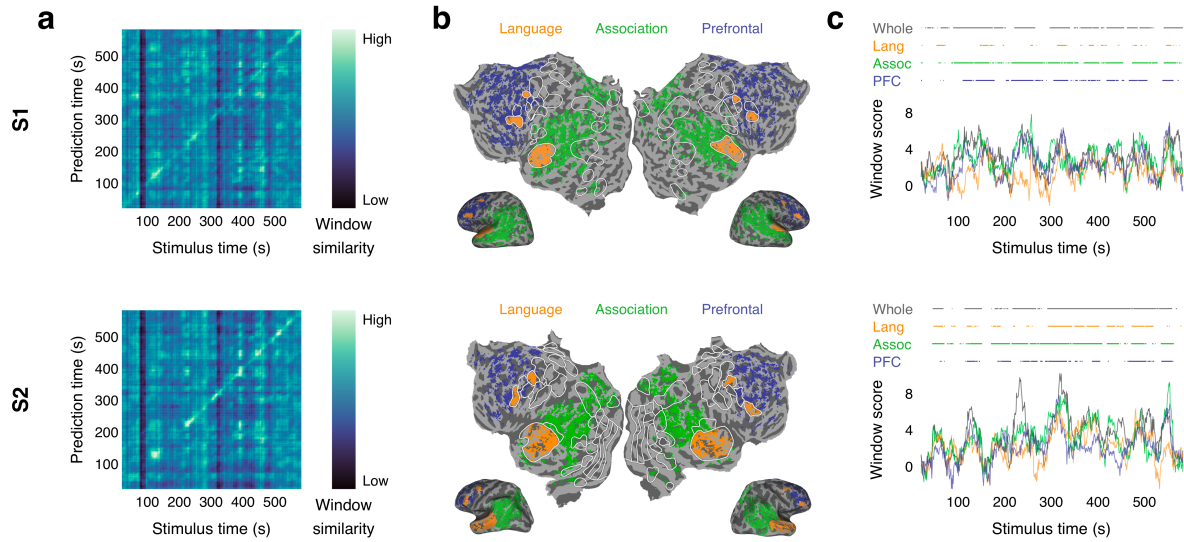 a
S1
Prediction time (s)
500
400
300
200
100
100 200 300 400 500
Stimulus time (s)
High
Low
Window
similarity
b
Language Association Prefrontal
c
Whole
Lang
Assoc
PFC
Window score
8
4
0
100 200 300 400 500
Stimulus time (s)
S2
Prediction time (s)
500
400
300
200
100
100 200 300 400 500
Stimulus time (s)
High
Low
Window
similarity
Language Association Prefrontal
Whole
Lang
Assoc
PFC
Window score
8
4
0
100 200 300 400 500
Stimulus time (s)